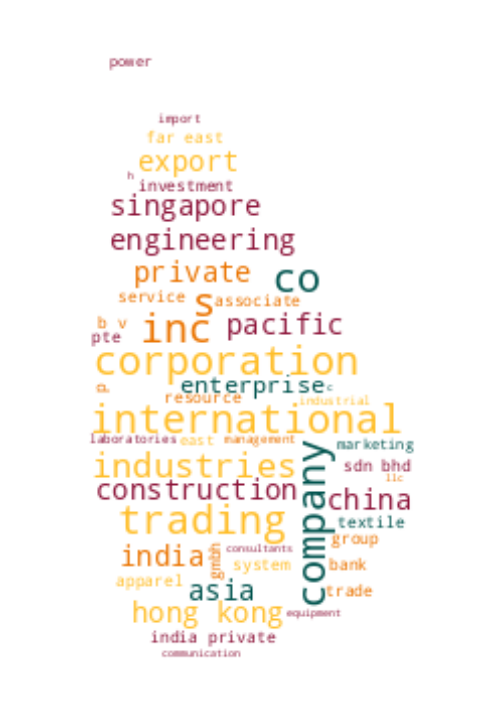 power
import
far east
export
h investment
singapore
engineering
private co
service s associate
b v inc pacific
pte
corporation
enterprise c
p resource industrial
international
laboratories east management marketing
industries sdn bhd
llc
construction company china
trading textile
group
india gmbh consultants
system bank
apparel asia trade
hong kong equipment
india private
communication